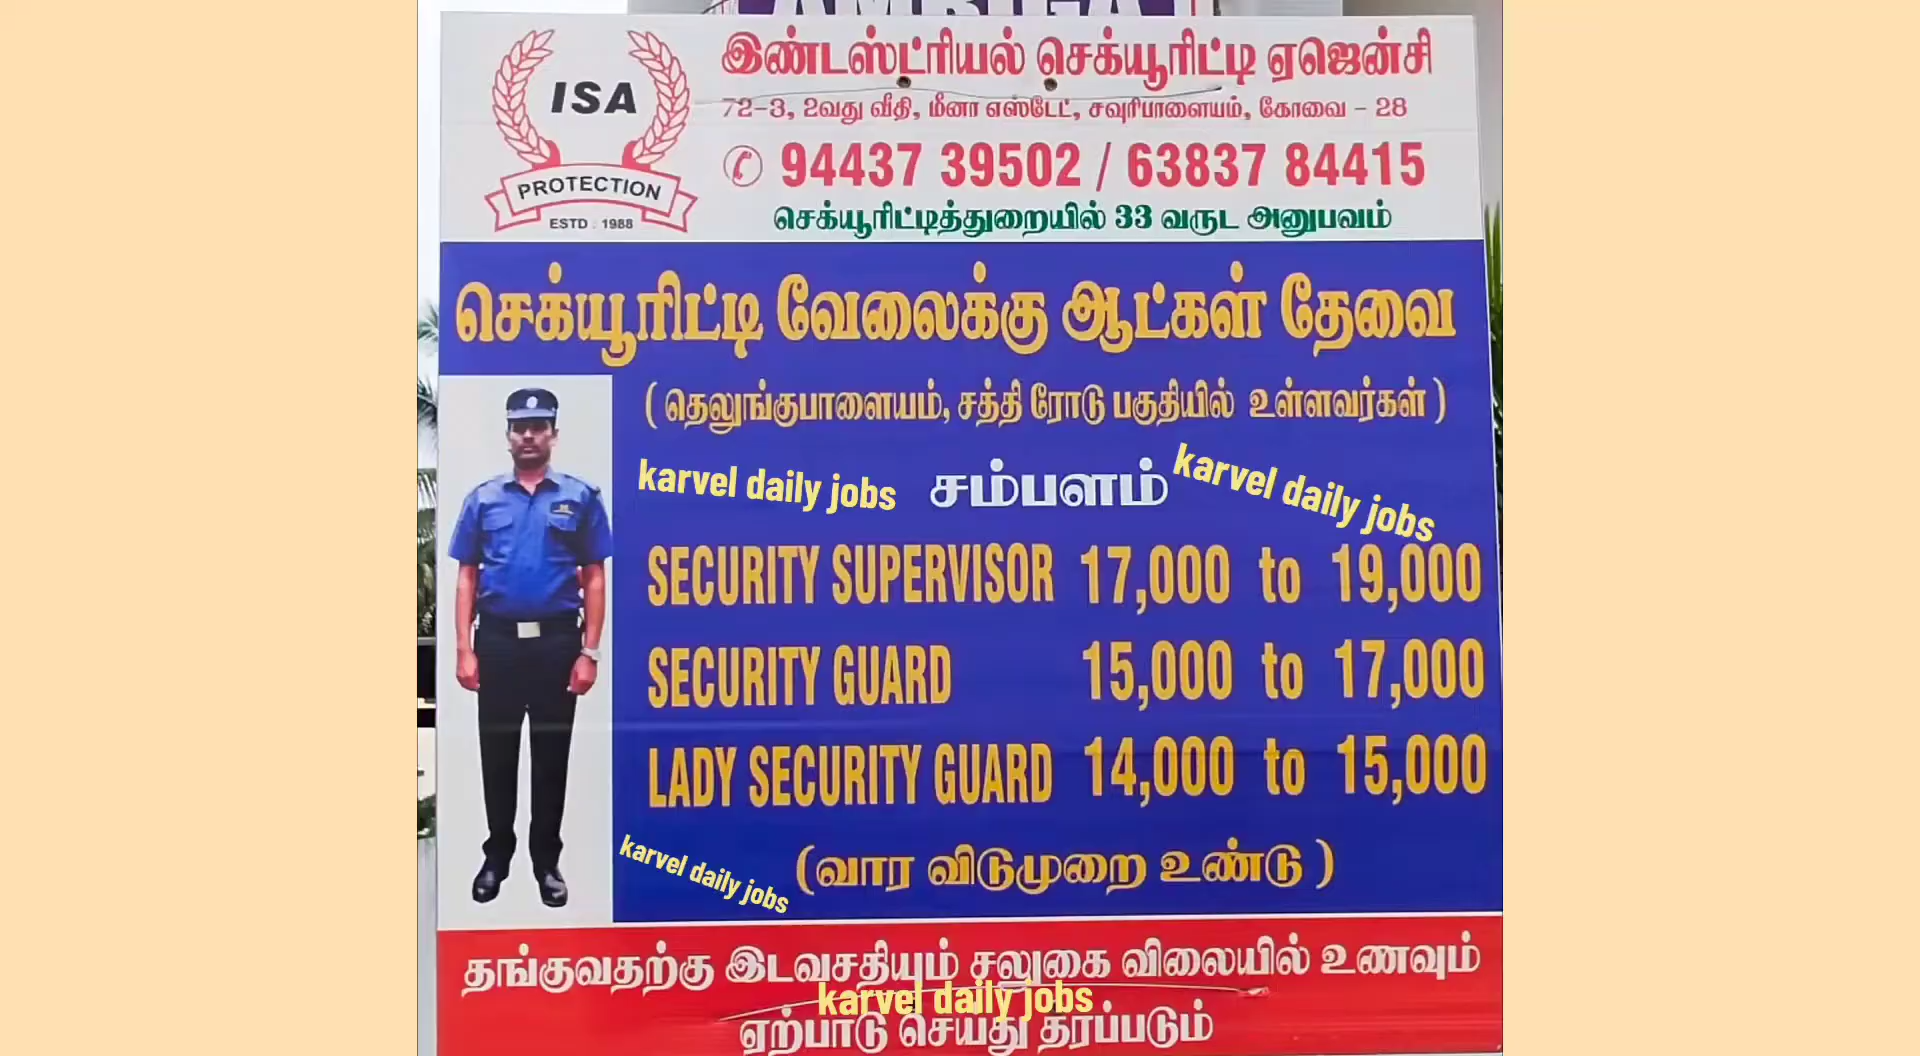 ISA
PROTECTION
ESTD : 1988
இண்டஸ்ட்ரியல் செக்யூரிட்டி ஏஜென்சி
72-3, 2வது வீதி, மீனா எஸ்டேட், சவுரிபாளையம், கோவை - 28
94437 39502 / 63837 84415
செக்யூரிட்டித்துறையில் 33 வருட அனுபவம்
செக்யூரிட்டி வேலைக்கு ஆட்கள் தேவை
( தெலுங்குபாளையம், சத்தி ரோடு பகுதியில் உள்ளவர்கள் )
karvel daily jobs
சம்பளம்
karvel daily jobs
SECURITY SUPERVISOR 17,000 to 19,000
SECURITY GUARD 15,000 to 17,000
LADY SECURITY GUARD 14,000 to 15,000
karvel daily jobs
(வார விடுமுறை உண்டு )
தங்குவதற்கு இடவசதியும் சலுகை விலையில் உணவும்
karvel daily jobs
ஏற்பாடு செய்து தரப்படும்